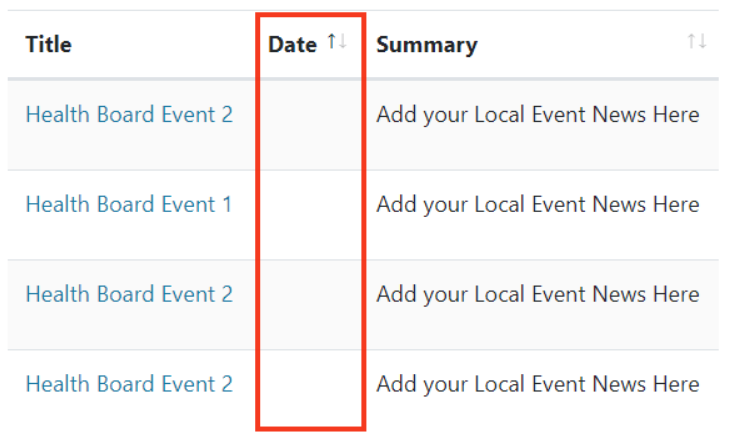 Title Date ↑↓ Summary ↑↓
Health Board Event 2 Add your Local Event News Here
Health Board Event 1 Add your Local Event News Here
Health Board Event 2 Add your Local Event News Here
Health Board Event 2 Add your Local Event News Here